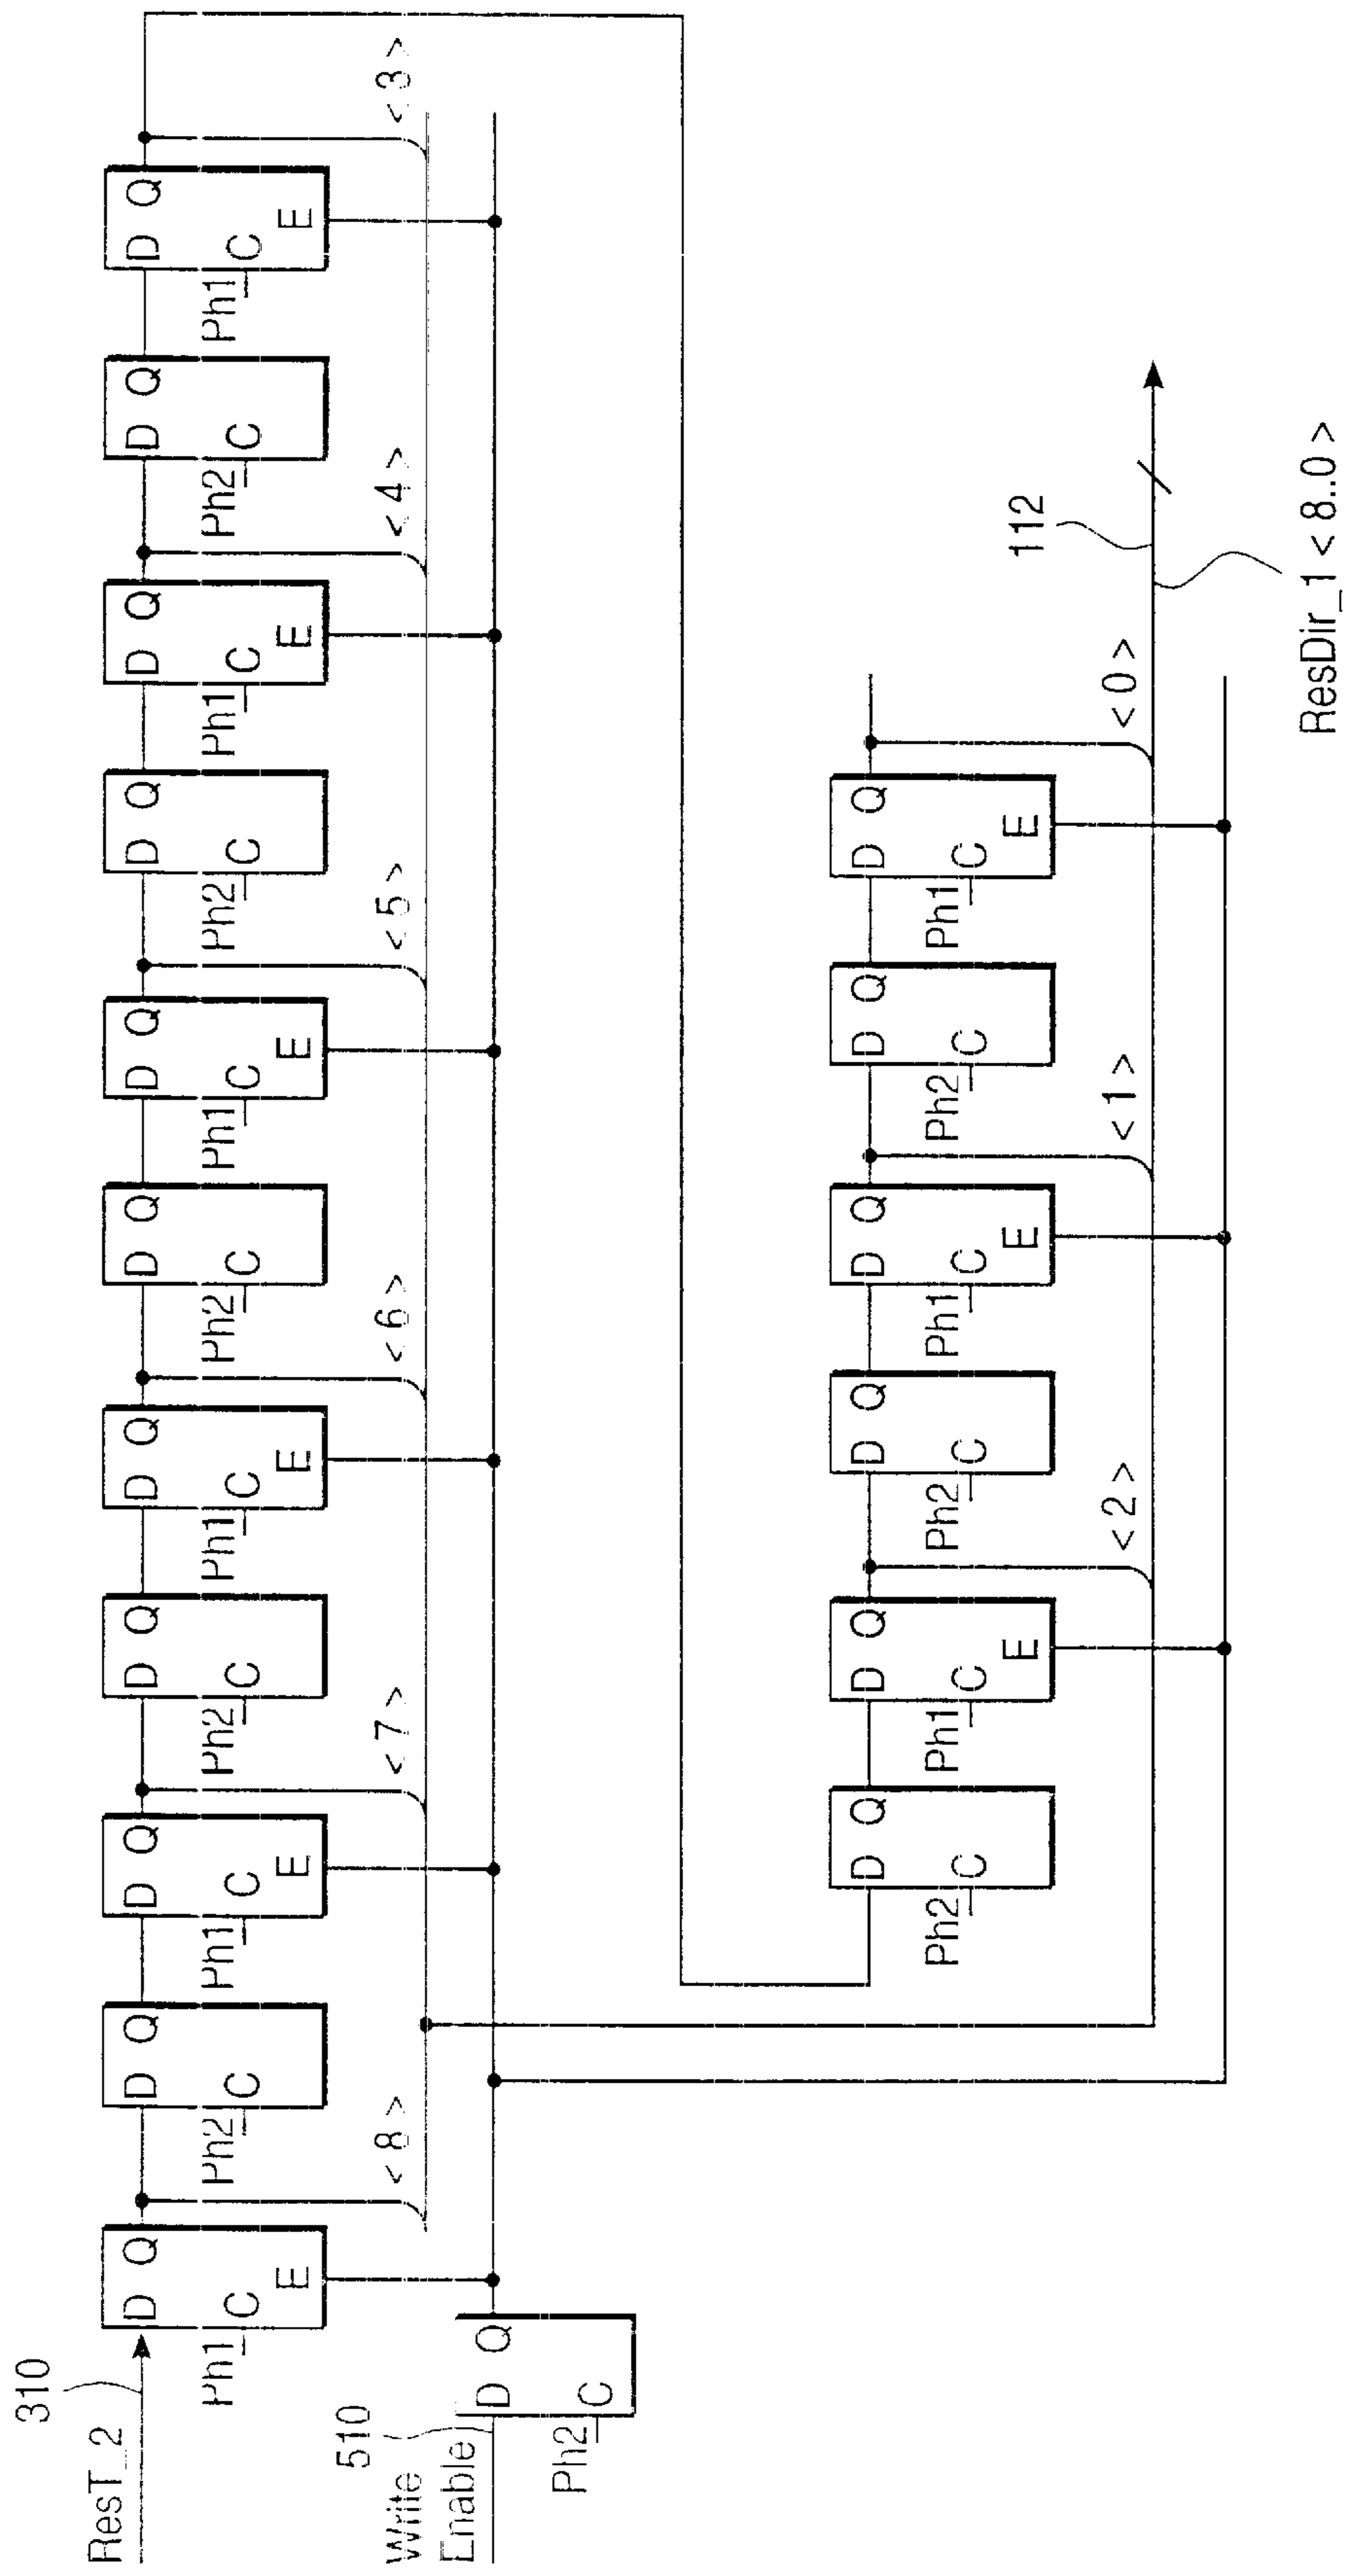 310
ResT_2
D Q D Q D Q D Q D Q D Q D Q D Q D Q D Q D Q
Ph1 C Ph2 C Ph1 C Ph2 C Ph1 C Ph2 C Ph1 C Ph2 C Ph1 C Ph2 C Ph1 C
E E E E E E
< 8 > < 7 > < 6 > < 5 > < 4 > < 3 >
510
Write
Enable
D Q
Ph2 C
D Q D Q D Q D Q D Q D Q
Ph2 C Ph1 C Ph2 C Ph1 C Ph2 C Ph1 C
E E E
112
< 2 > < 1 > < 0 >
ResDir_1 < 8..0 >